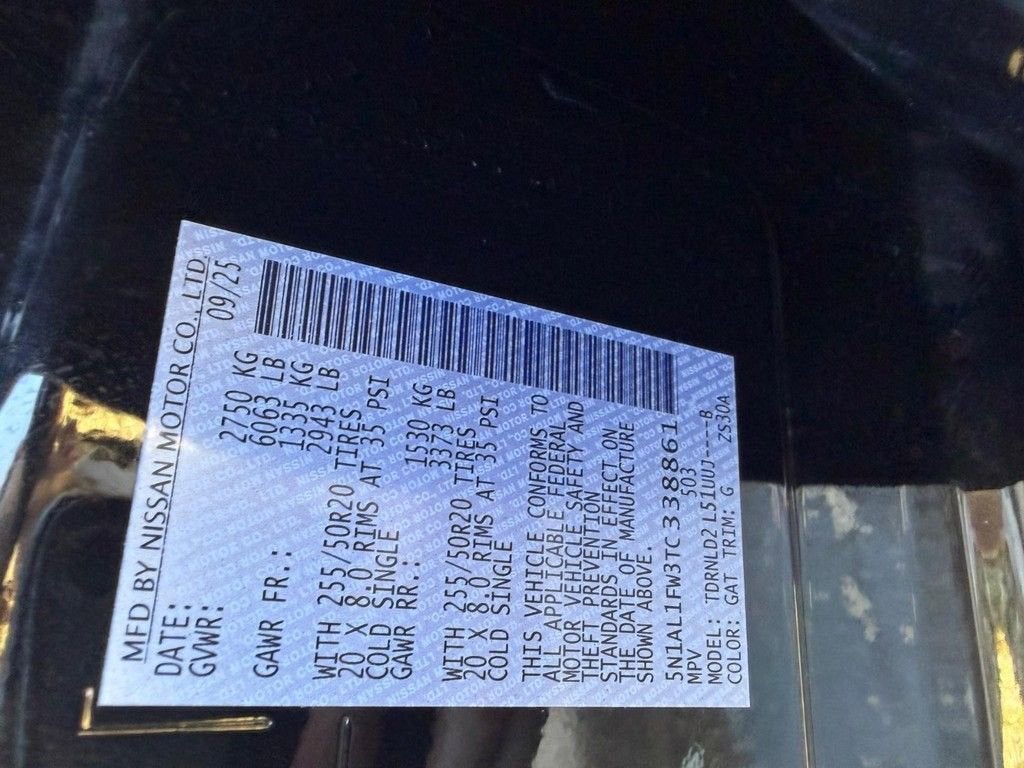 MFD BY NISSAN MOTOR CO., LTD.
DATE: 09/25
GVWR: 2750 KG
6063 LB
GAWR FR.: 1335 KG
2943 LB
WITH 255/50R20 TIRES
20 X 8.0 RIMS AT 35 PSI
COLD SINGLE
GAWR RR.: 1530 KG
3373 LB
WITH 255/50R20 TIRES
20 X 8.0 RIMS AT 35 PSI
COLD SINGLE
THIS VEHICLE CONFORMS TO
ALL APPLICABLE FEDERAL
MOTOR VEHICLE SAFETY AND
THEFT PREVENTION
STANDARDS IN EFFECT ON
THE DATE OF MANUFACTURE
SHOWN ABOVE.
5N1AL1FW3TC338861
MPV 503
MODEL: TDRNLD2 L51UUJ----B
COLOR: GAT TRIM: G ZS30A